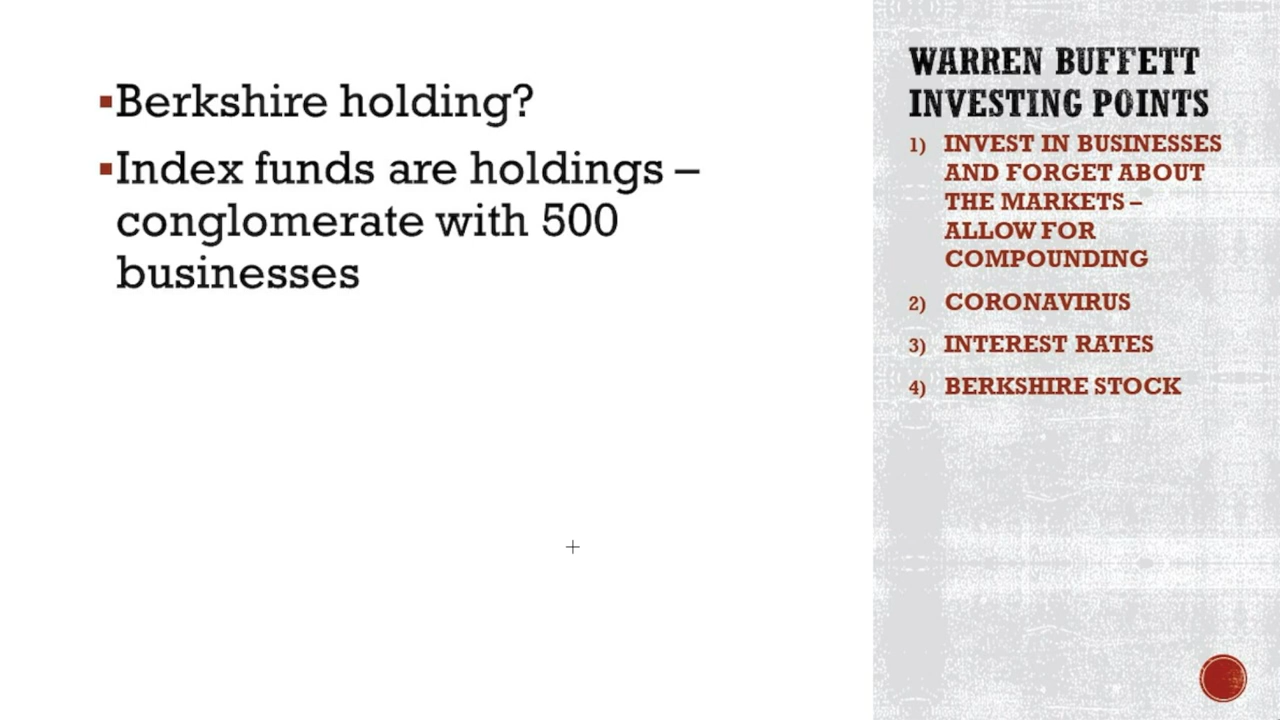 ▪Berkshire holding?
▪Index funds are holdings –
conglomerate with 500
businesses
WARREN BUFFETT
INVESTING POINTS
1) INVEST IN BUSINESSES
AND FORGET ABOUT
THE MARKETS –
ALLOW FOR
COMPOUNDING
2) CORONAVIRUS
3) INTEREST RATES
4) BERKSHIRE STOCK